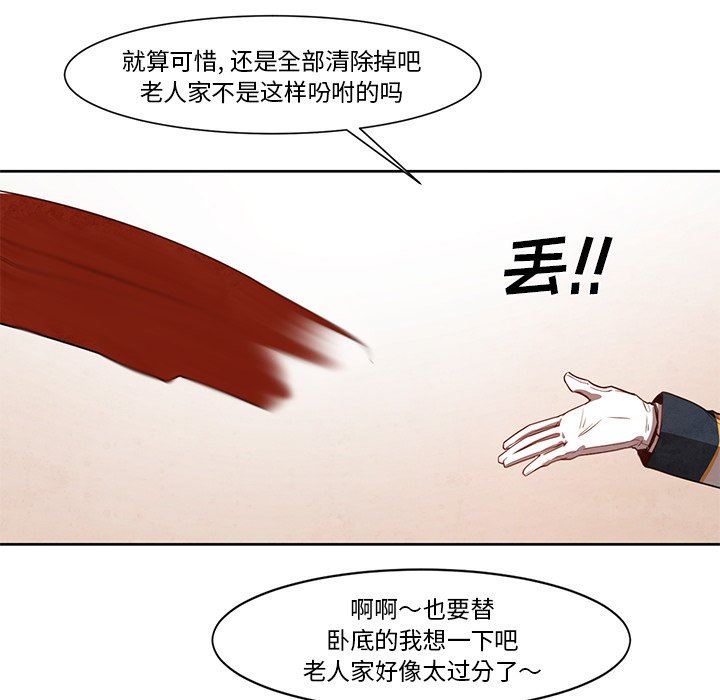 就算可惜, 还是全部清除掉吧
老人家不是这样吩咐的吗
丢!!
啊啊～也要替
卧底的我想一下吧
老人家好像太过分了～